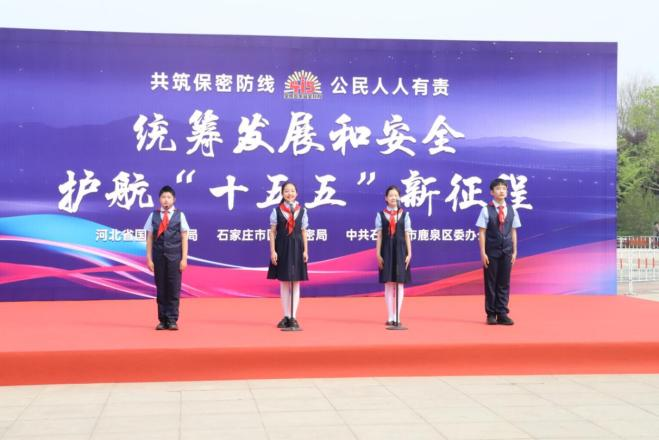 共筑保密防线 公民人人有责
统筹发展和安全
护航“十五五”新征程
河北省国 局 石家庄市国 密局 中共石 市鹿泉区委办